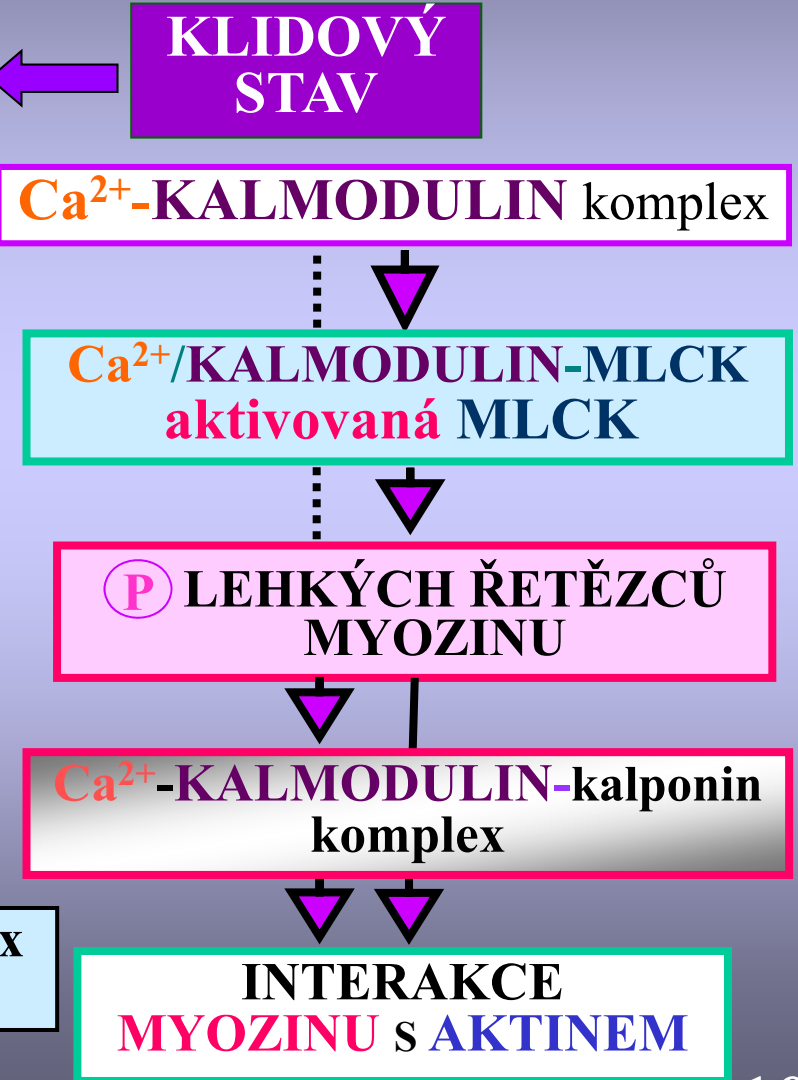 KLIDOVÝ
STAV
Ca²⁺-KALMODULIN komplex
Ca²⁺/KALMODULIN-MLCK
aktivovaná MLCK
P LEHKÝCH ŘETĚZCŮ
MYOZINU
Ca²⁺-KALMODULIN-kalponin
komplex
x
INTERAKCE
MYOZINU s AKTINEM